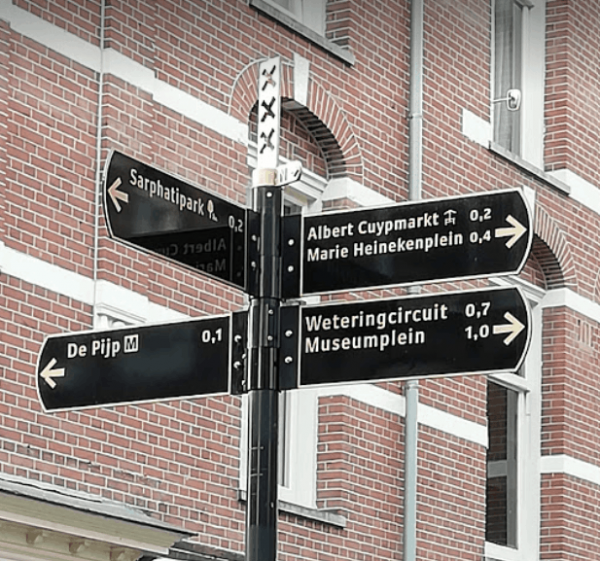 Sarphatipark 0,2
Albert Cuypmarkt 0,2
Marie Heinekenplein 0,4
De Pijp M 0,1
Weteringcircuit 0,7
Museumplein 1,0